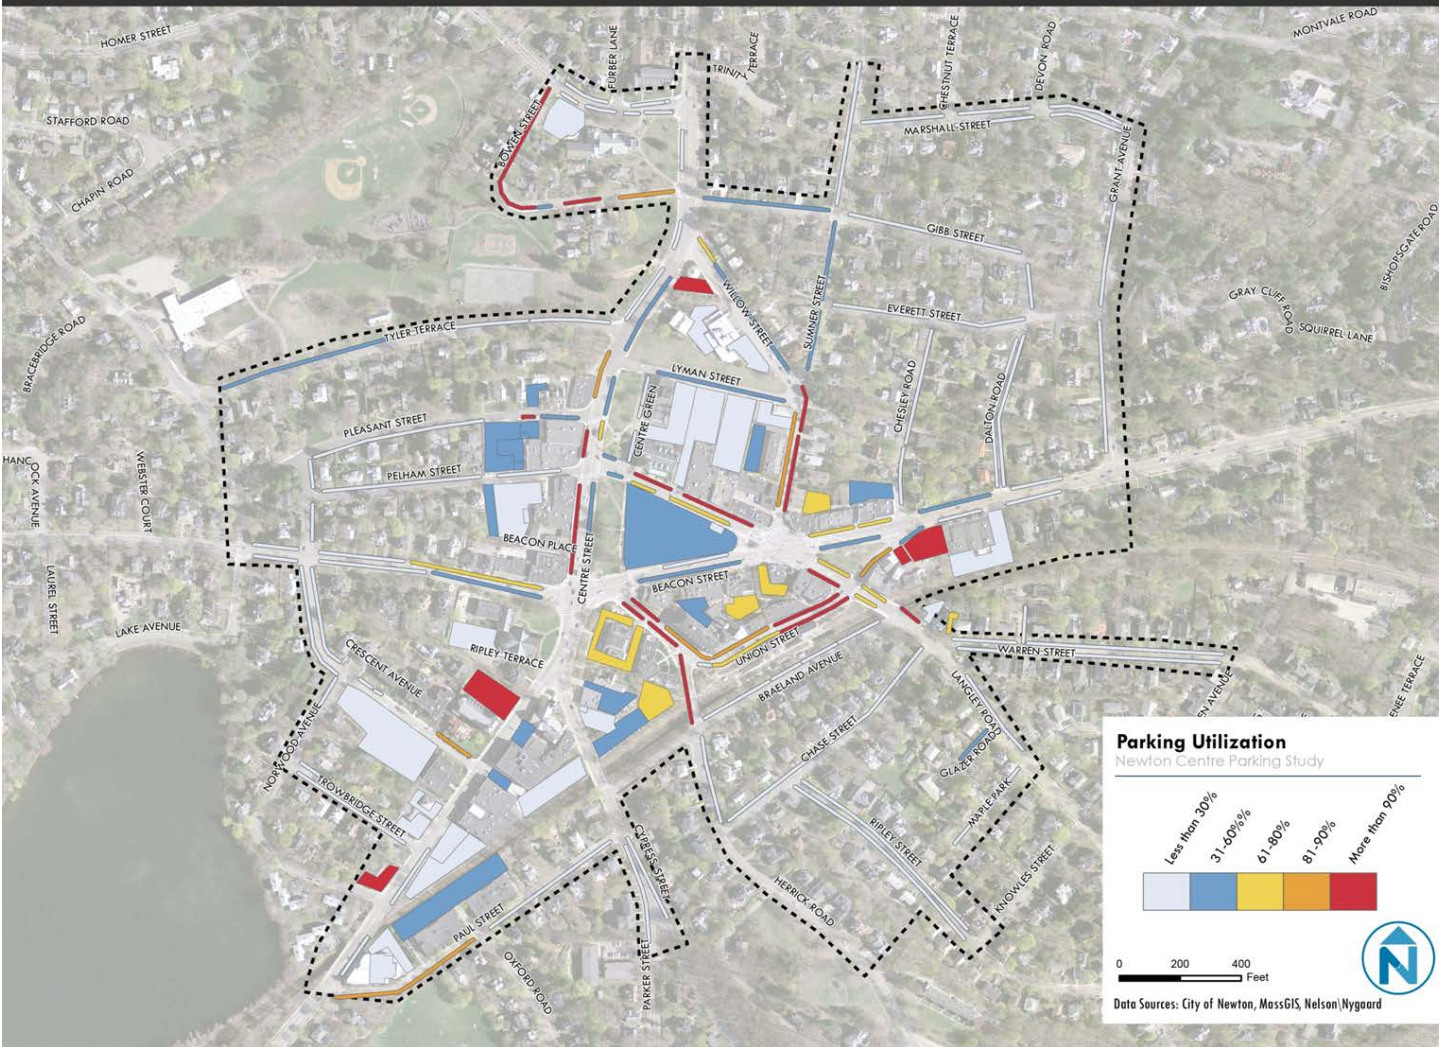 HOMER STREET
FURBER LANE
TRINITY TERRACE
CHESTNUT TERRACE
DEVON ROAD
MONTVALE ROAD
STAFFORD ROAD
BOWEN STREET
MARSHALL STREET
CHAPIN ROAD
GRANT AVENUE
BISHOPSGATE ROAD
GIBB STREET
WILLOW STREET
SUMNER STREET
EVERETT STREET
GRAY CLIFF ROAD
SQUIRREL LANE
BRACEBRIDGE ROAD
TYLER TERRACE
LYMAN STREET
CHESLEY ROAD
DALTON ROAD
CENTRE GREEN
PLEASANT STREET
PELHAM STREET
HANC
OCK AVENUE
WEBSTER COURT
BEACON PLACE
CENTRE STREET
BEACON STREET
LAUREL STREET
LAKE AVENUE
CRESCENT AVENUE
RIPLEY TERRACE
UNION STREET
BRAELAND AVENUE
WARREN STREET
LANGLEY ROAD
EN AVENUE
ENEE TERRACE
NORWOOD AVENUE
CHASE STREET
GLAZER ROAD
TROWBRIDGE STREET
MAPLE PARK
RIPLEY STREET
CYPRESS STREET
HERRICK ROAD
KNOWLES STREET
PAUL STREET
OXFORD ROAD
PARKER STREET
Parking Utilization
Newton Centre Parking Study
Less than 30%
31-60%%
61-80%
81-90%
More than 90%
N
0 200 400
Feet
Data Sources: City of Newton, MassGIS, Nelson\Nygaard